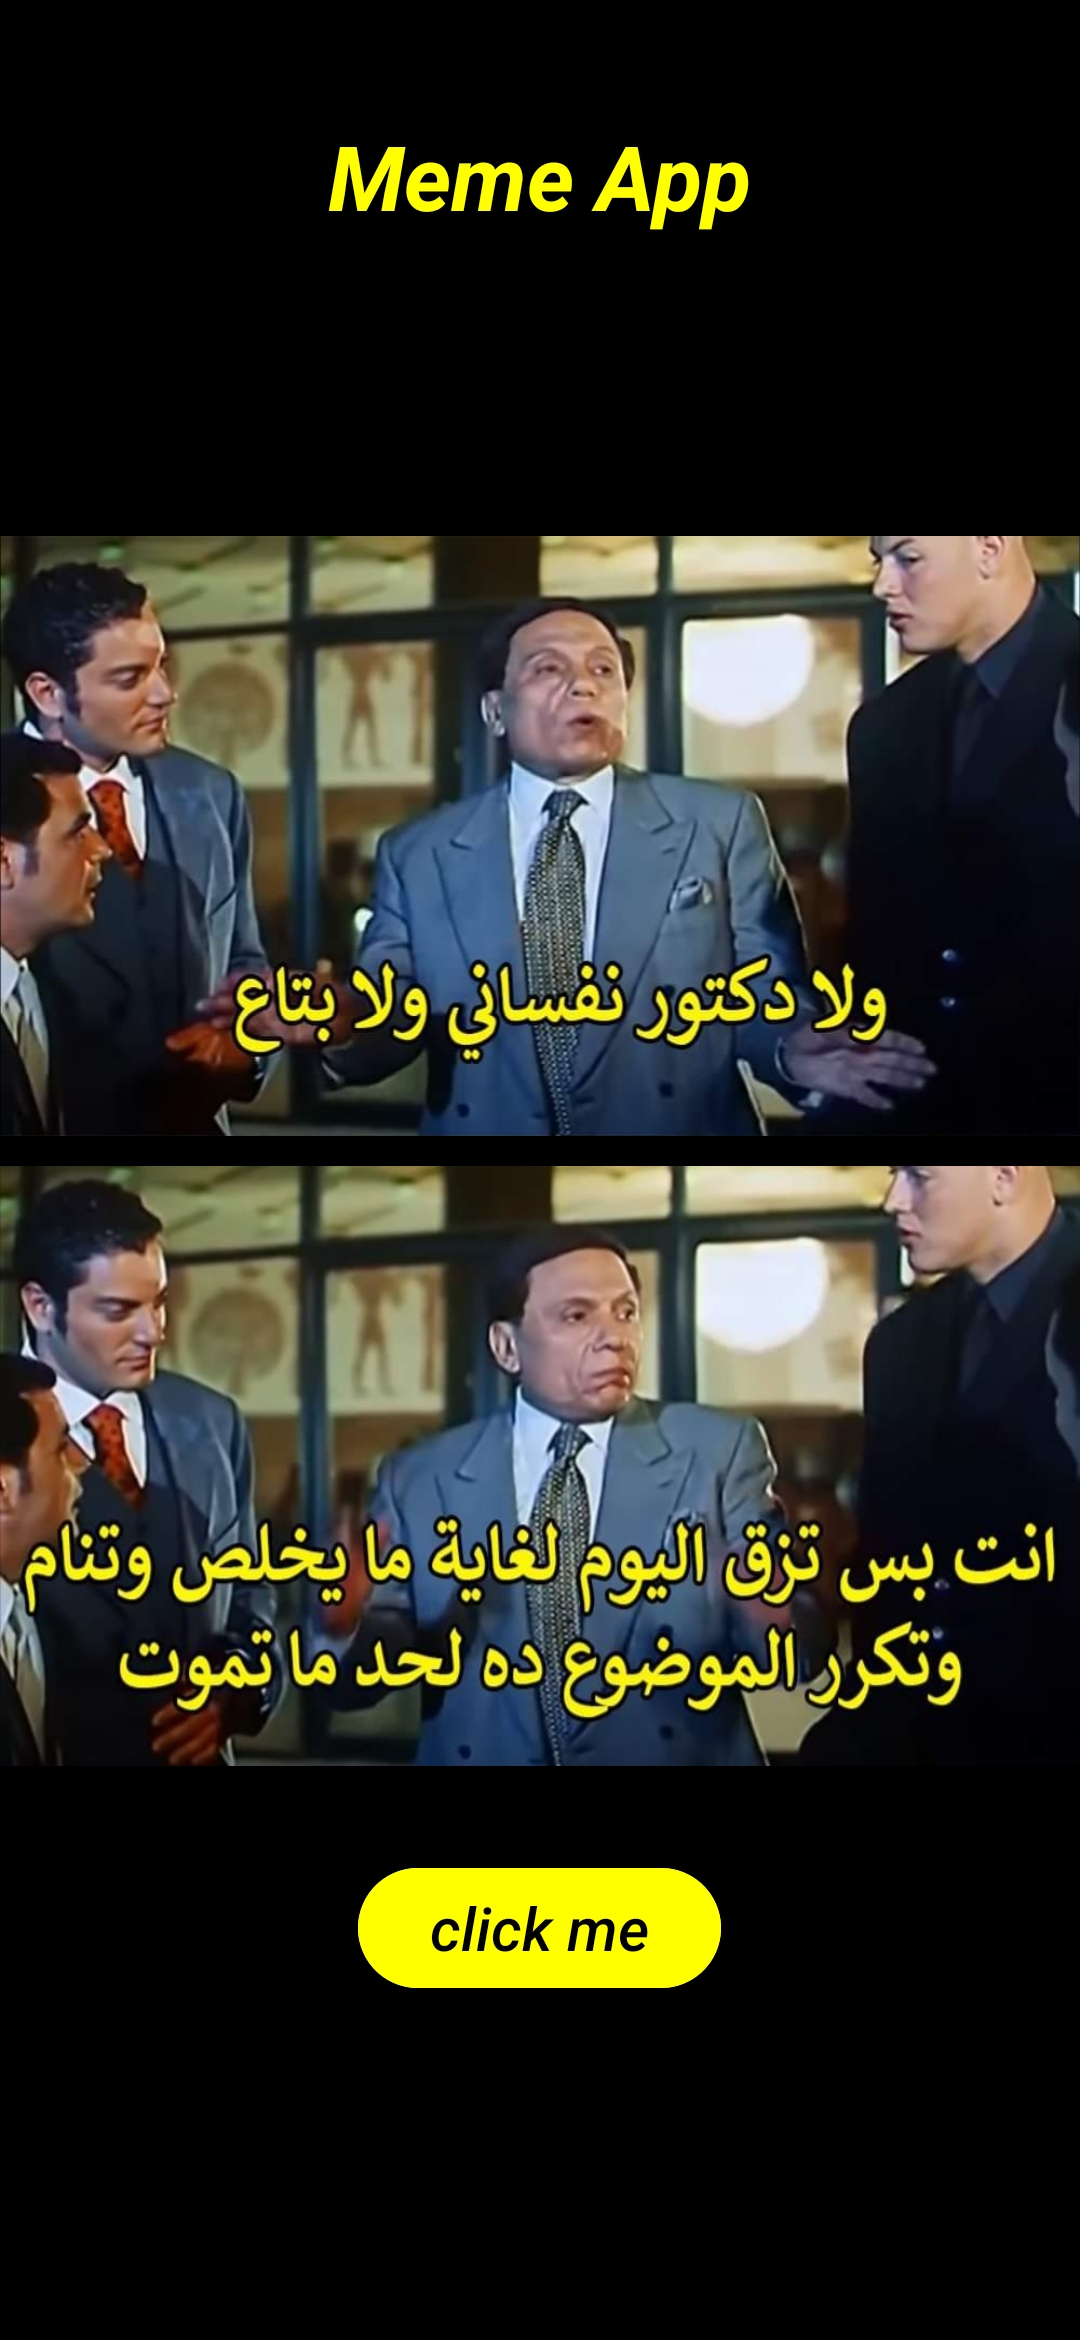 Meme App
ولا دكتور نفساني ولا بتاع
انت بس تزق اليوم لغاية ما يخلص وتنام
وتكرر الموضوع ده لحد ما تموت
click me